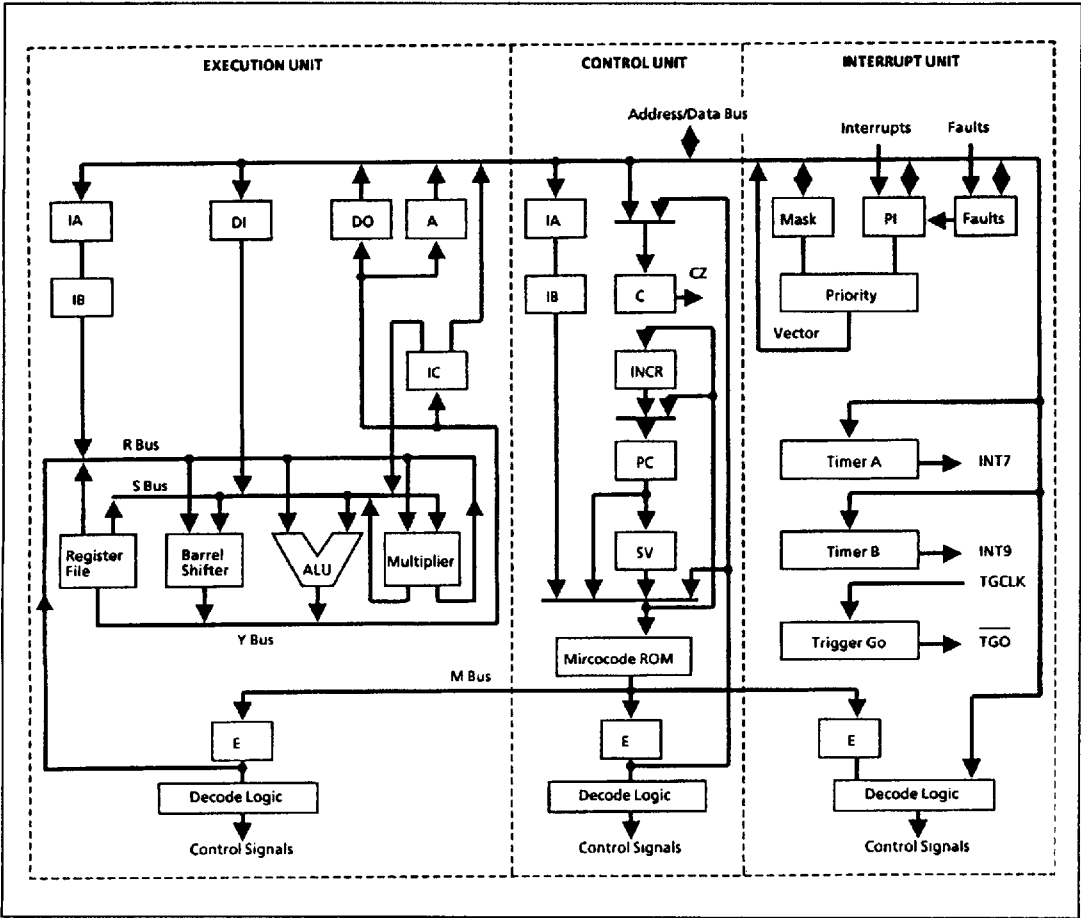 EXECUTION UNIT
CONTROL UNIT
INTERRUPT UNIT
Address/Data Bus
Interrupts
Faults
IA
DI
DO
A
IA
Mask
PI
Faults
IB
IB
C
CZ
Priority
Vector
IC
INCR
R Bus
PC
Timer A
INT7
S Bus
Register
File
Barrel
Shifter
ALU
Multiplier
SV
Timer B
INT9
TGCLK
Y Bus
Trigger Go
TGO
Mircocode ROM
M Bus
E
E
E
Decode Logic
Decode Logic
Decode Logic
Control Signals
Control Signals
Control Signals